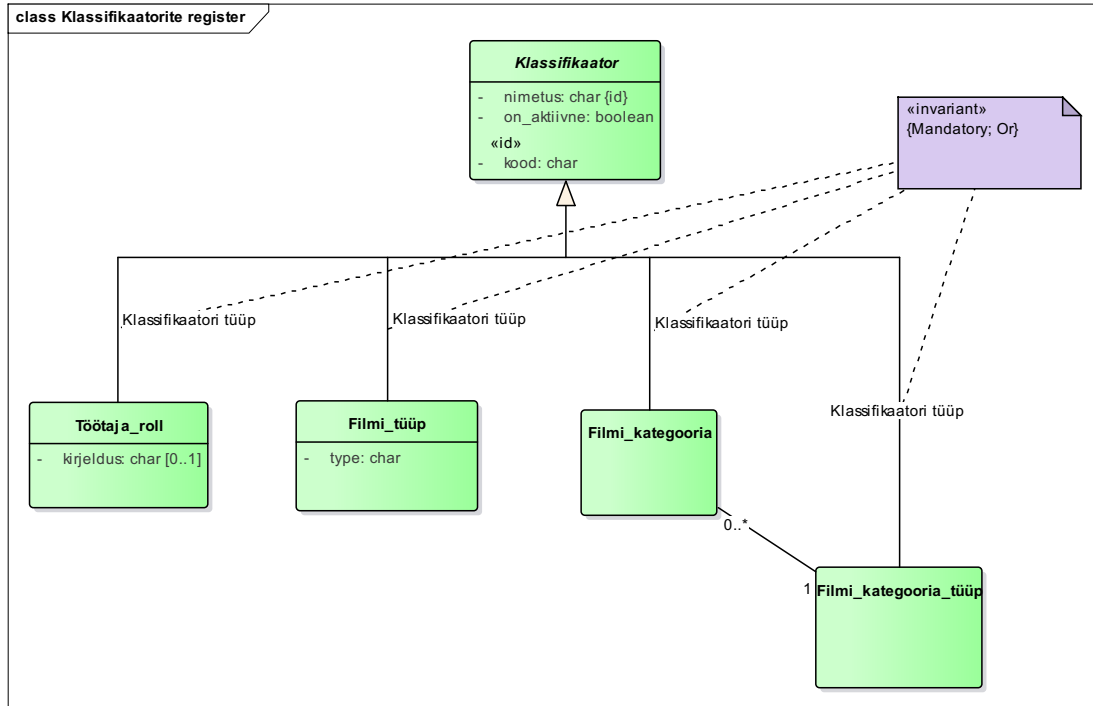 class Klassifikaatorite register
Klassifikaator
- nimetus: char {id}
- on_aktiivne: boolean
«id»
- kood: char
«invariant»
{Mandatory; Or}
Klassifikaatori tüüp
Klassifikaatori tüüp
Klassifikaatori tüüp
Klassifikaatori tüüp
Töötaja_roll
- kirjeldus: char [0..1]
Filmi_tüüp
- type: char
Filmi_kategooria
0..*
1
Filmi_kategooria_tüüp